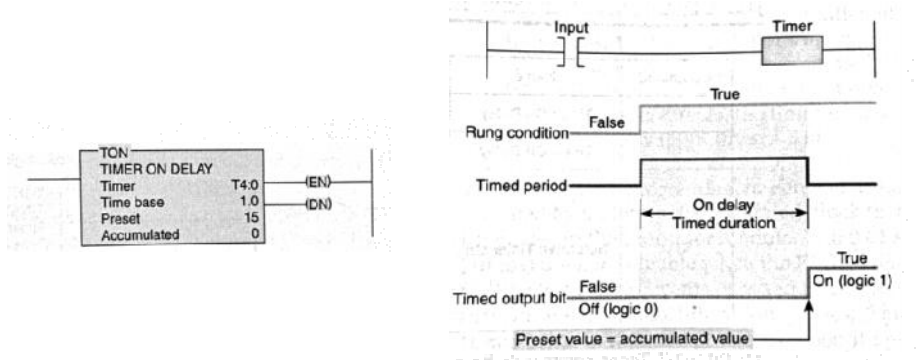 TON
TIMER ON DELAY
Timer T4:0
Time base 1.0
Preset 15
Accumulated 0
(EN)
(DN)
Input
Timer
True
False
Rung condition
Timed period
On delay
Timed duration
True
False
On (logic 1)
Timed output bit
Off (logic 0)
Preset value = accumulated value